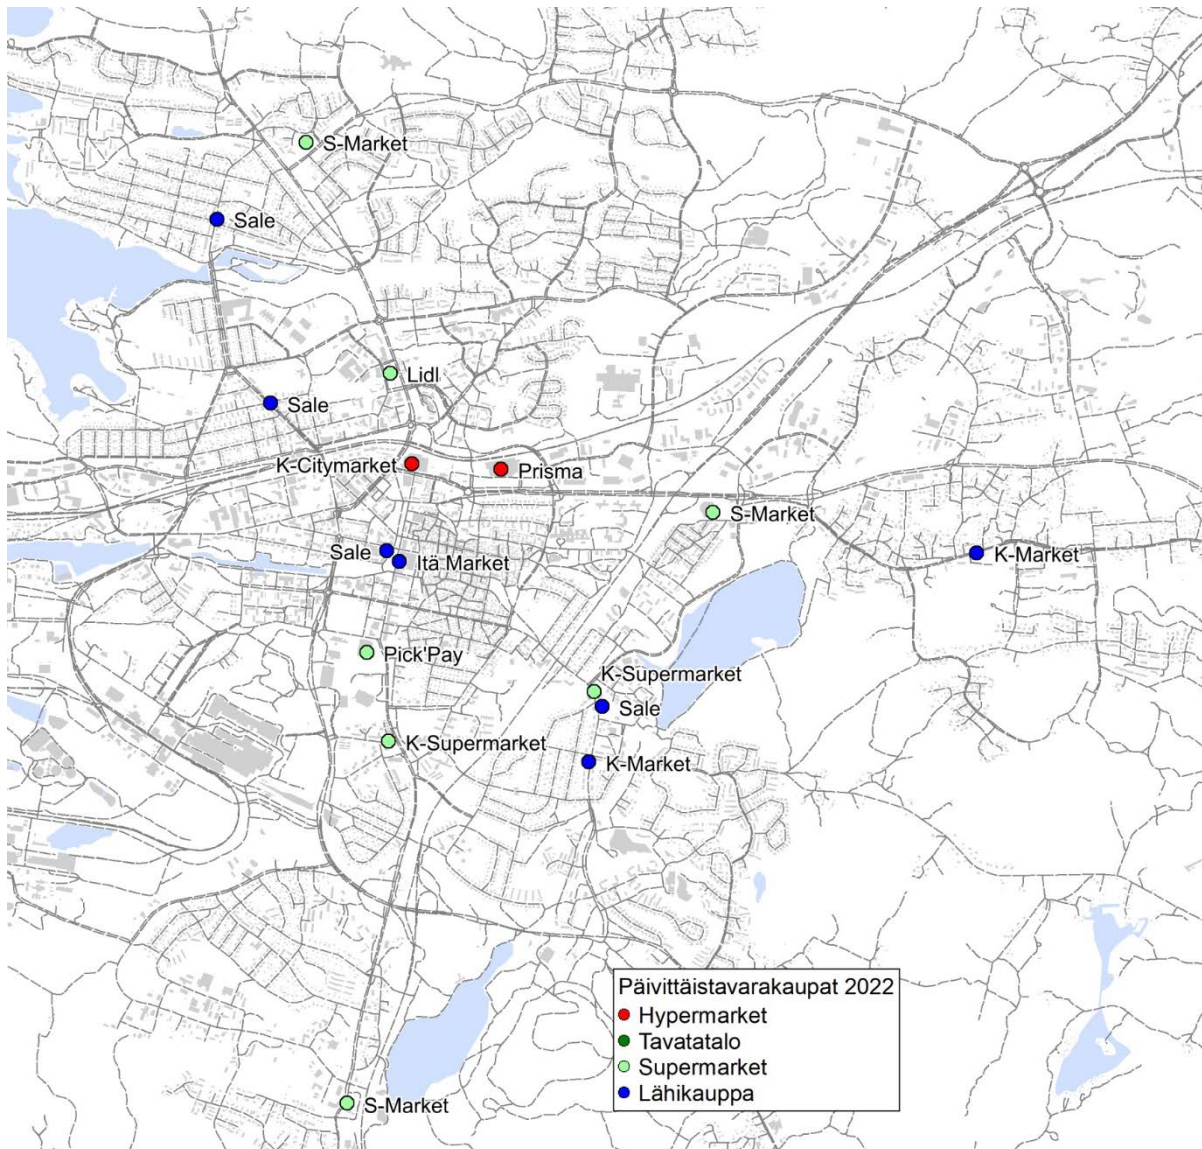 S-Market
Sale
Lidl
Sale
K-Citymarket
Prisma
S-Market
Sale
Itä Market
K-Market
Pick'Pay
K-Supermarket
Sale
K-Supermarket
K-Market
Päivittäistavarakaupat 2022
Hypermarket
Tavatatalo
Supermarket
Lähikauppa
S-Market